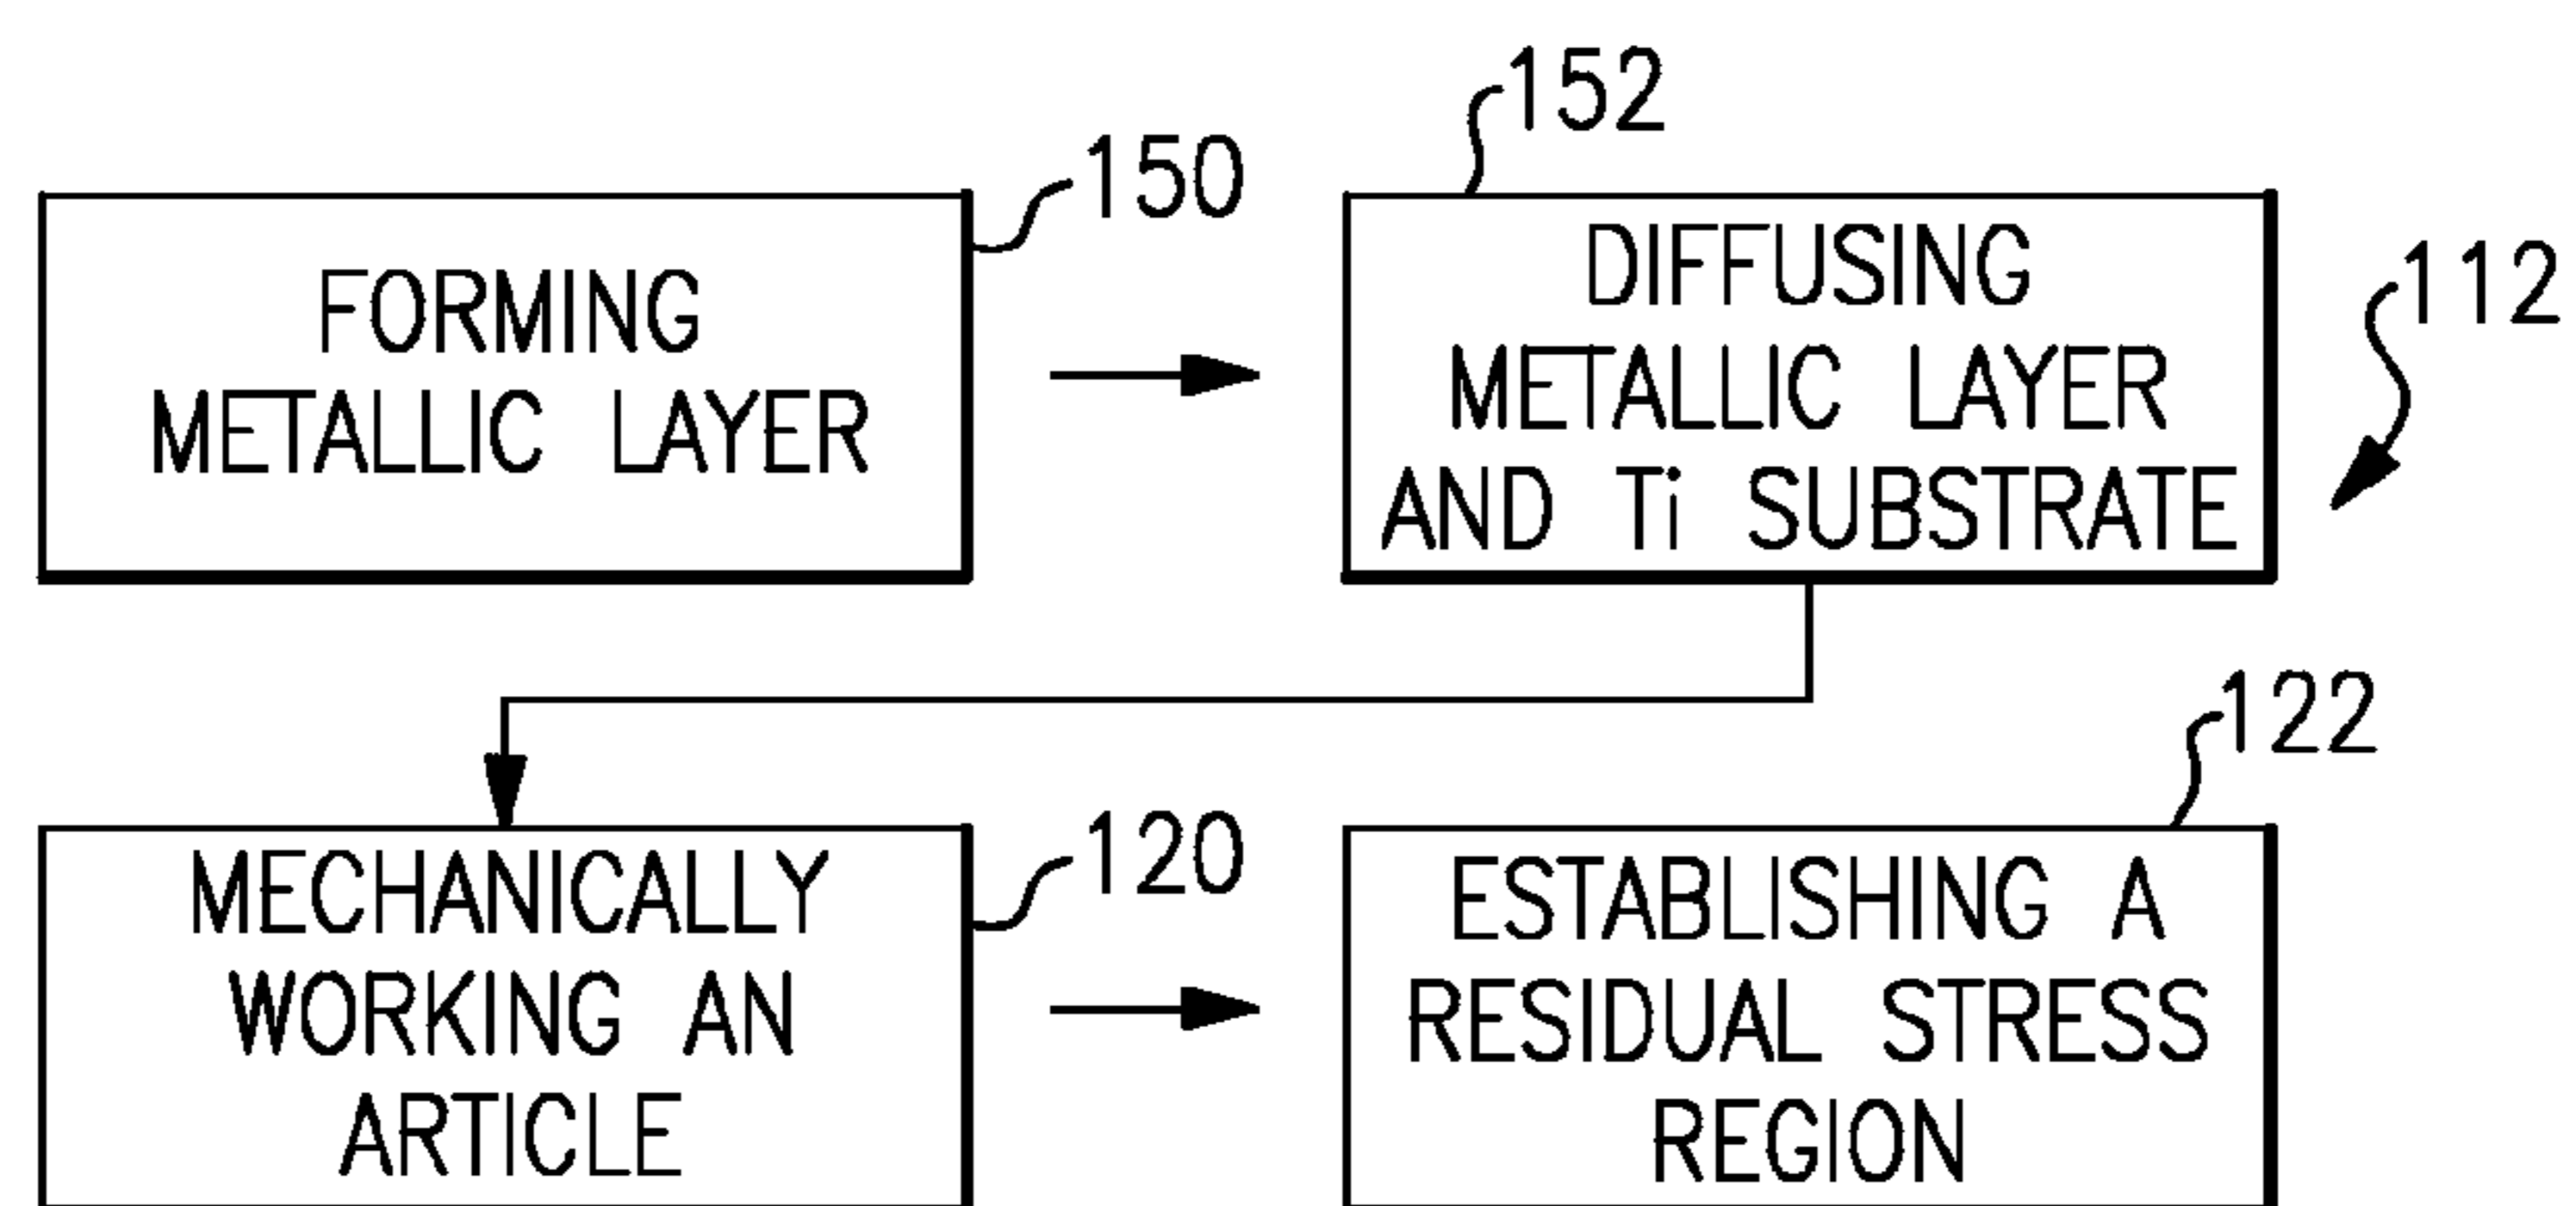 150
FORMING
METALLIC LAYER
152
DIFFUSING
METALLIC LAYER
AND Ti SUBSTRATE
112
120
MECHANICALLY
WORKING AN
ARTICLE
122
ESTABLISHING A
RESIDUAL STRESS
REGION